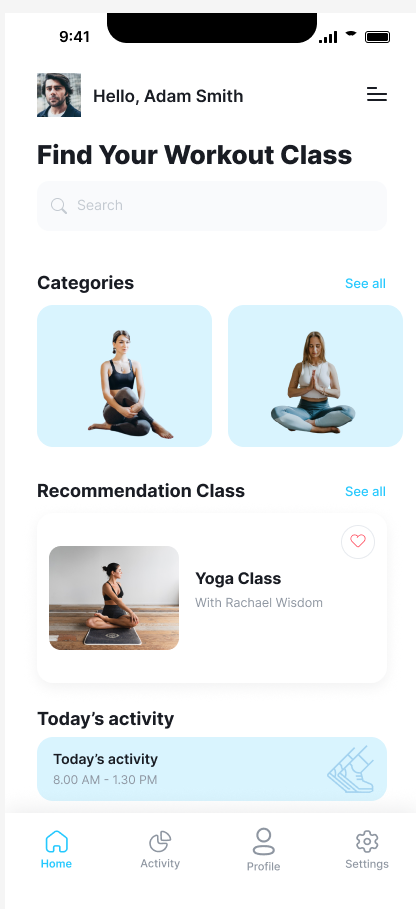 9:41
Hello, Adam Smith
Find Your Workout Class
Search
Categories
See all
Recommendation Class
See all
Yoga Class
With Rachael Wisdom
Today’s activity
Today’s activity
8.00 AM - 1.30 PM
Home
Activity
Profile
Settings